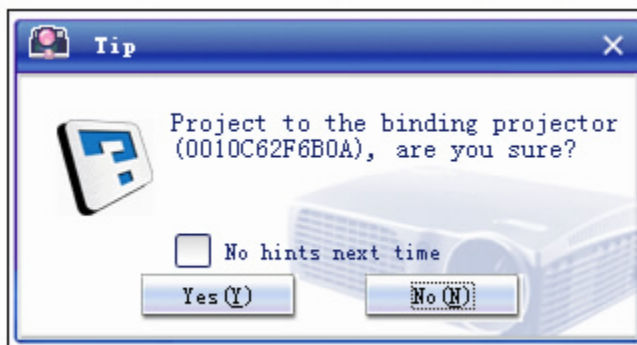 Tip
Project to the binding projector
(0010C62F6B0A), are you sure?
No hints next time
Yes(Y)
No(N)